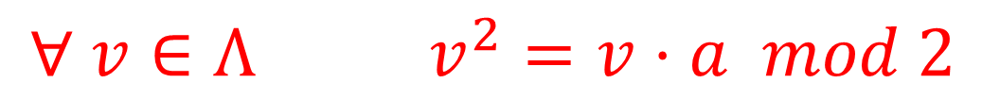 ∀ v ∈ Λ v² = v · a mod 2